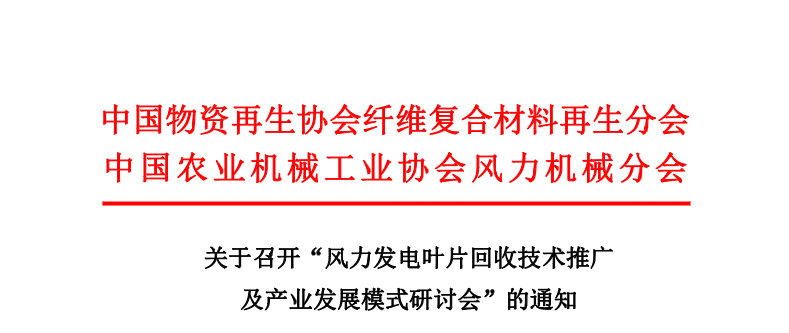 中国物资再生协会纤维复合材料再生分会
中国农业机械工业协会风力机械分会
关于召开“风力发电叶片回收技术推广
及产业发展模式研讨会”的通知